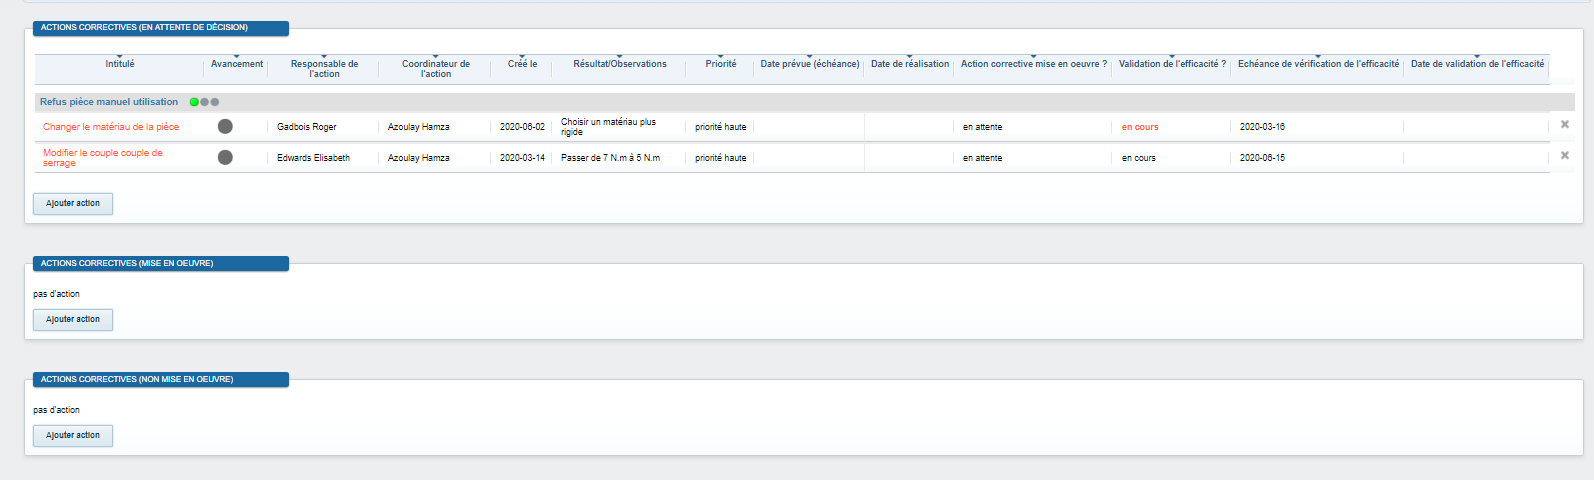 ACTIONS CORRECTIVES (EN ATTENTE DE DÉCISION)
Intitulé Avancement Responsable de l'action Coordinateur de l'action Créé le Résultat/Observations Priorité Date prévue (échéance) Date de réalisation Action corrective mise en oeuvre ? Validation de l'efficacité ? Echéance de vérification de l'efficacité Date de validation de l'efficacité
Refus pièce manuel utilisation
Changer le matériau de la pièce Gadbois Roger Azoulay Hamza 2020-06-02 Choisir un matériau plus rigide priorité haute en attente en cours 2020-03-16
Modifier le couple couple de serrage Edwards Elisabeth Azoulay Hamza 2020-03-14 Passer de 7 N.m à 5 N.m priorité haute en attente en cours 2020-06-15
Ajouter action
ACTIONS CORRECTIVES (MISE EN OEUVRE)
pas d'action
Ajouter action
ACTIONS CORRECTIVES (NON MISE EN OEUVRE)
pas d'action
Ajouter action